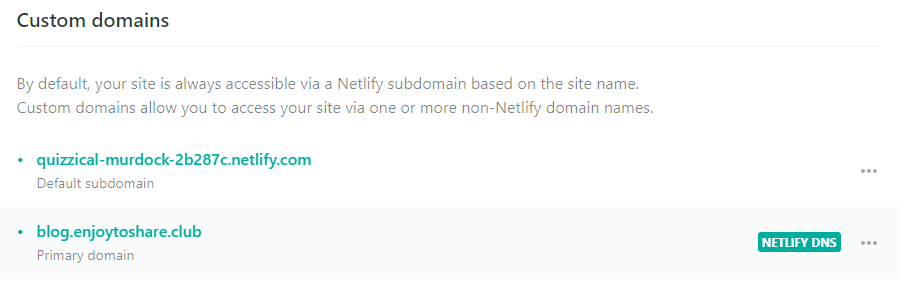 Custom domains
By default, your site is always accessible via a Netlify subdomain based on the site name.
Custom domains allow you to access your site via one or more non-Netlify domain names.
quizzical-murdock-2b287c.netlify.com
Default subdomain
blog.enjoytoshare.club
NETLIFY DNS
Primary domain